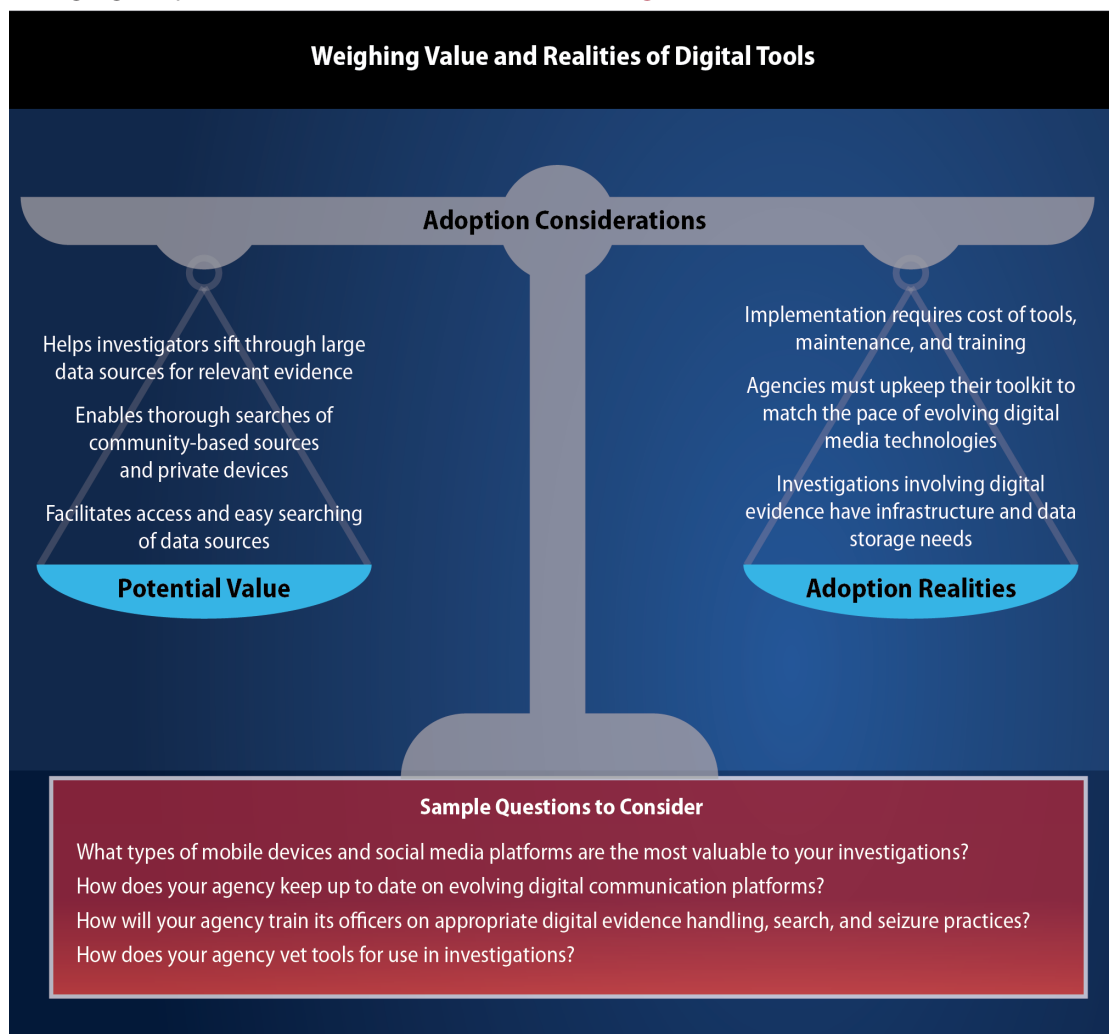 Weighing Value and Realities of Digital Tools
Adoption Considerations
Helps investigators sift through large
data sources for relevant evidence
Enables thorough searches of
community-based sources
and private devices
Facilitates access and easy searching
of data sources
Potential Value
Implementation requires cost of tools,
maintenance, and training
Agencies must upkeep their toolkit to
match the pace of evolving digital
media technologies
Investigations involving digital
evidence have infrastructure and data
storage needs
Adoption Realities
Sample Questions to Consider
What types of mobile devices and social media platforms are the most valuable to your investigations?
How does your agency keep up to date on evolving digital communication platforms?
How will your agency train its officers on appropriate digital evidence handling, search, and seizure practices?
How does your agency vet tools for use in investigations?